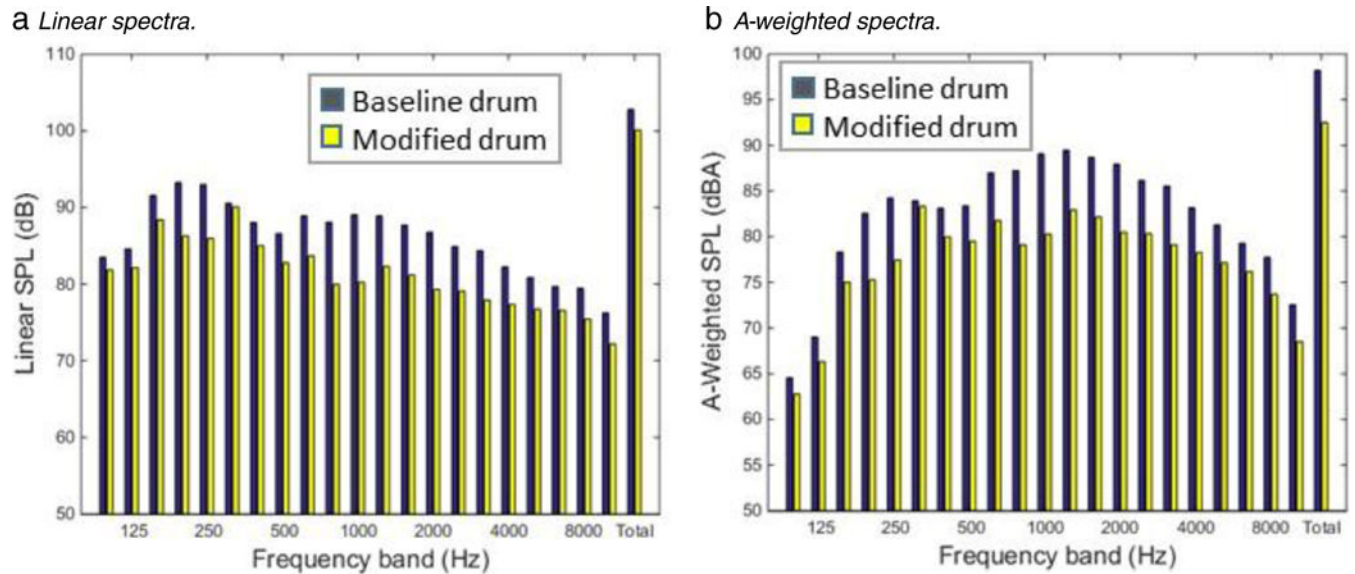 a Linear spectra.
110
100
90
80
70
60
50
Linear SPL (dB)
Baseline drum
Modified drum
125 250 500 1000 2000 4000 8000 Total
Frequency band (Hz)
b A-weighted spectra.
100
95
90
85
80
75
70
65
60
55
50
A-Weighted SPL (dBA)
Baseline drum
Modified drum
125 250 500 1000 2000 4000 8000 Total
Frequency band (Hz)